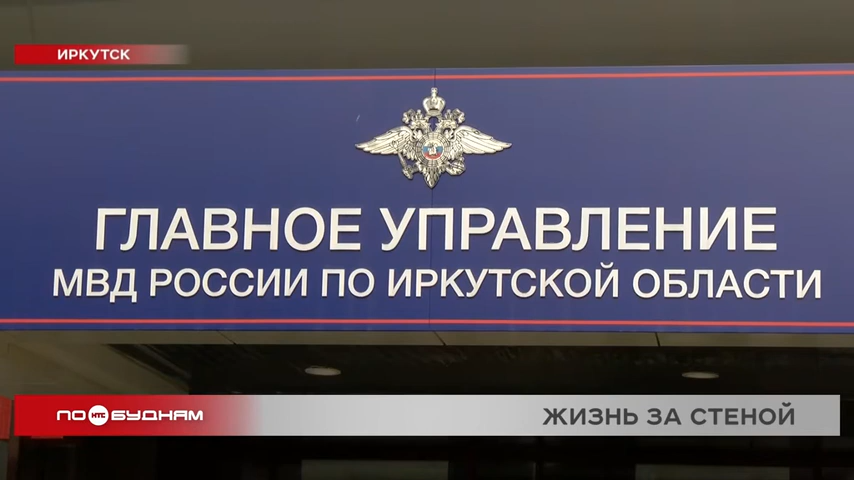 ИРКУТСК
ГЛАВНОЕ УПРАВЛЕНИЕ
МВД РОССИИ ПО ИРКУТСКОЙ ОБЛАСТИ
ПО НТС БУДНЯМ
ЖИЗНЬ ЗА СТЕНОЙ